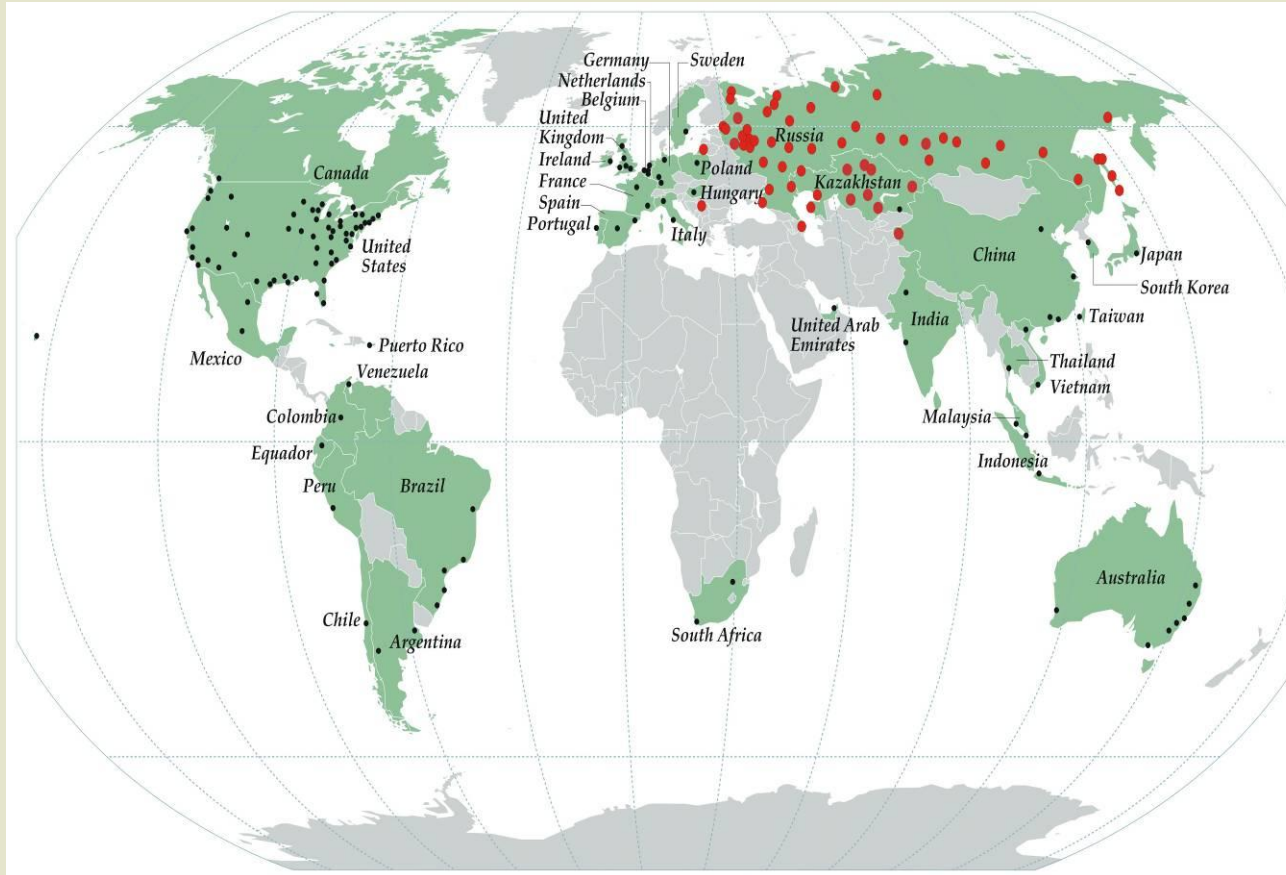 Germany
Sweden
Netherlands
Belgium
United
Kingdom
Ireland
France
Spain
Portugal
Poland
Hungary
Italy
Russia
Kazakhstan
Canada
United
States
Mexico
Puerto Rico
Venezuela
Colombia
Equador
Peru
Brazil
Chile
Argentina
South Africa
United Arab
Emirates
India
China
Japan
South Korea
Taiwan
Thailand
Vietnam
Malaysia
Indonesia
Australia